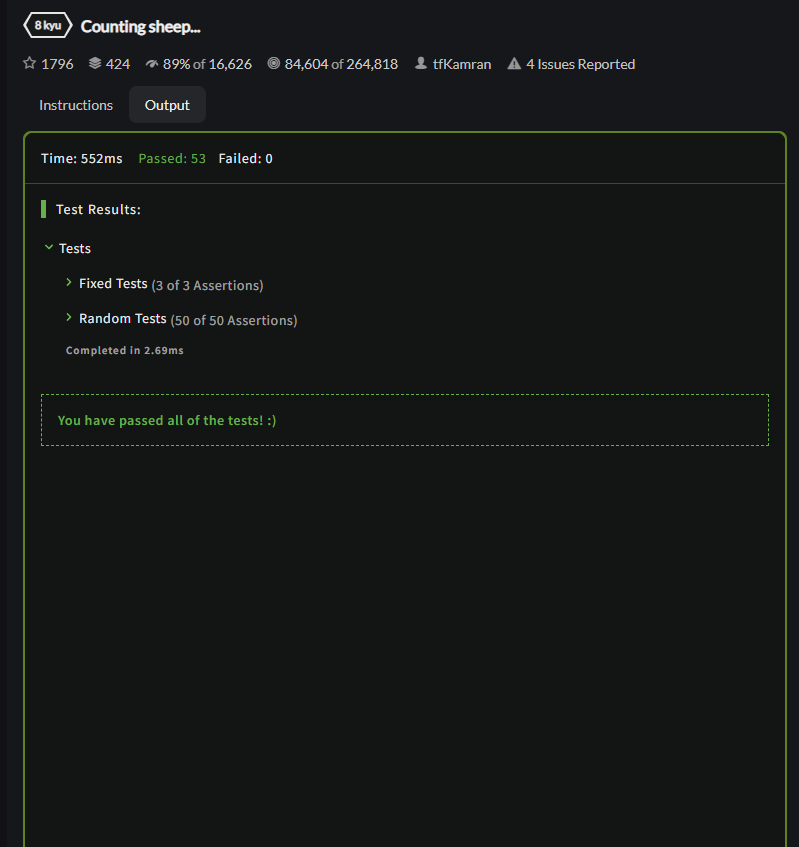 8 kyu Counting sheep...
1796 424 89% of 16,626 84,604 of 264,818 tfKamran 4 Issues Reported
Instructions Output
Time: 552ms Passed: 53 Failed: 0
Test Results:
Tests
Fixed Tests (3 of 3 Assertions)
Random Tests (50 of 50 Assertions)
Completed in 2.69ms
You have passed all of the tests! :)